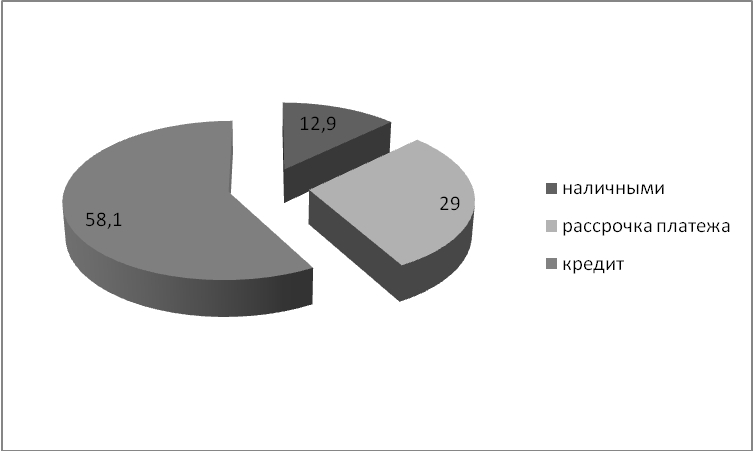 12,9
29
58,1
наличными
рассрочка платежа
кредит